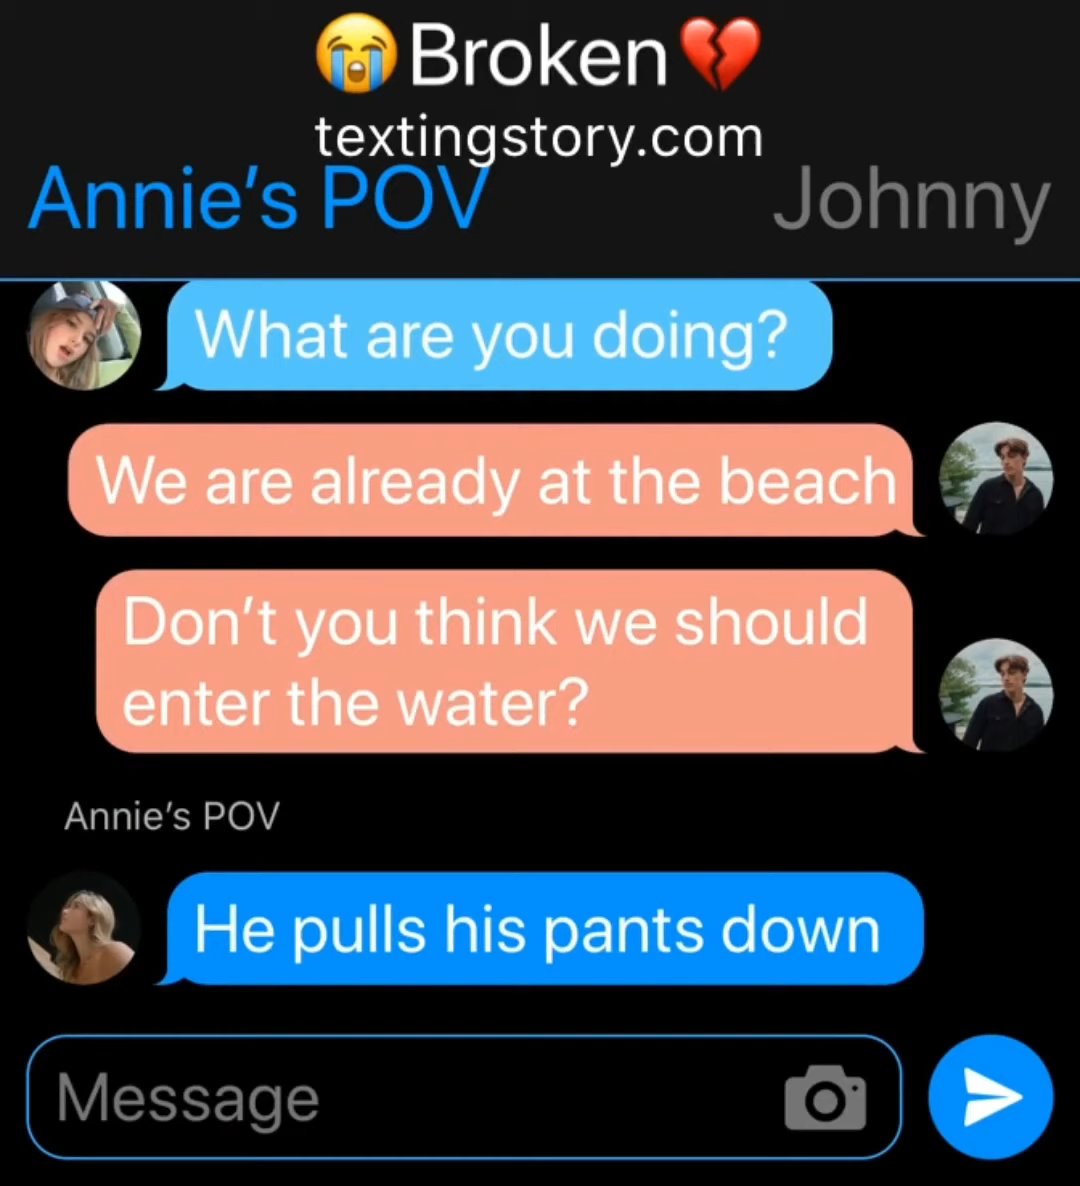 😭Broken💔
textingstory.com
Annie’s POV
Johnny
What are you doing?
We are already at the beach
Don’t you think we should
enter the water?
Annie’s POV
He pulls his pants down
Message